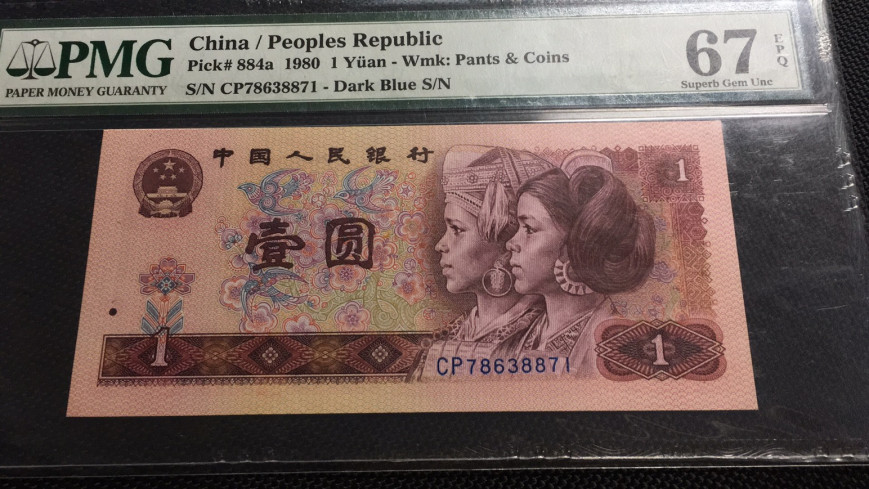 PMG
PAPER MONEY GUARANTY
China / Peoples Republic
Pick# 884a 1980 1 Yüan - Wmk: Pants & Coins
S/N CP78638871 - Dark Blue S/N
67
EPQ
Superb Gem Unc
中国人民银行
1
壹圆
1
1
CP78638871